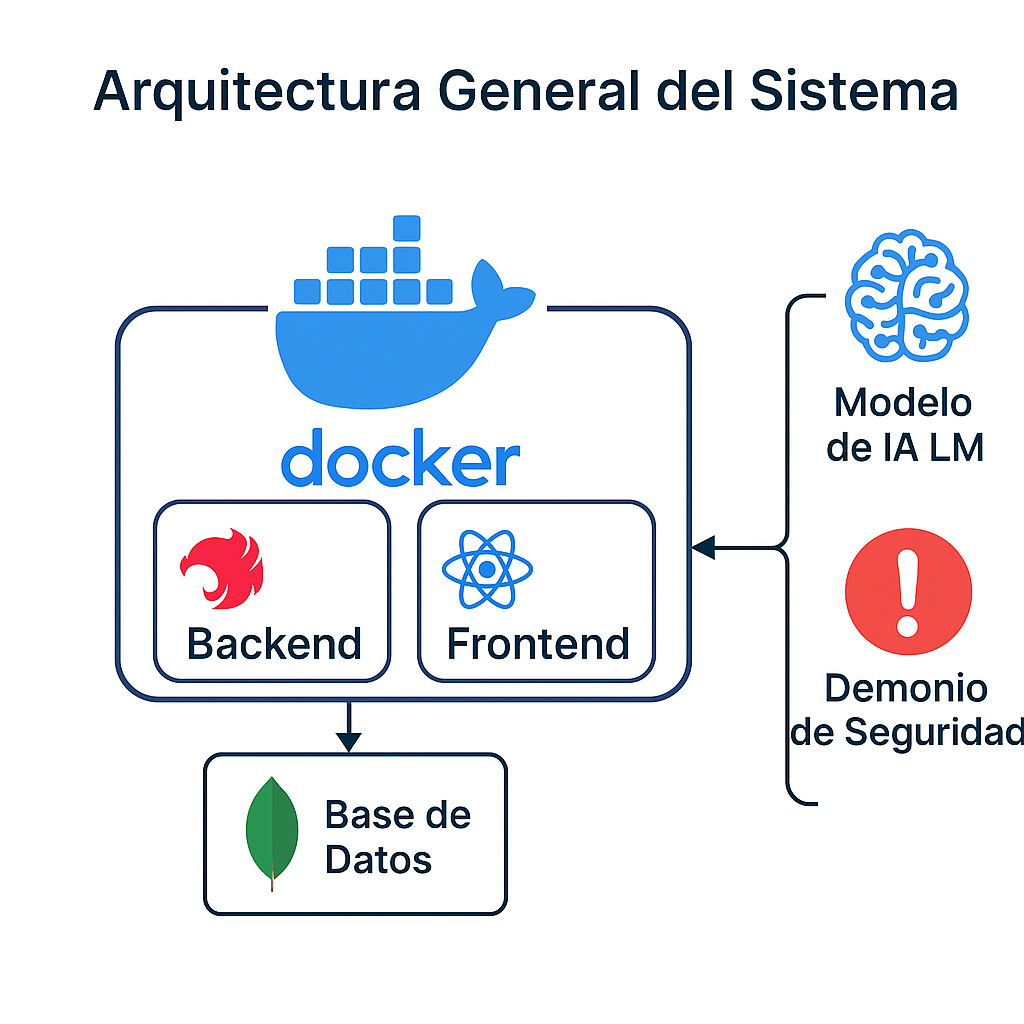 Arquitectura General del Sistema
docker
Backend
Frontend
Base de
Datos
Modelo
de IA LM
Demonio
de Seguridad